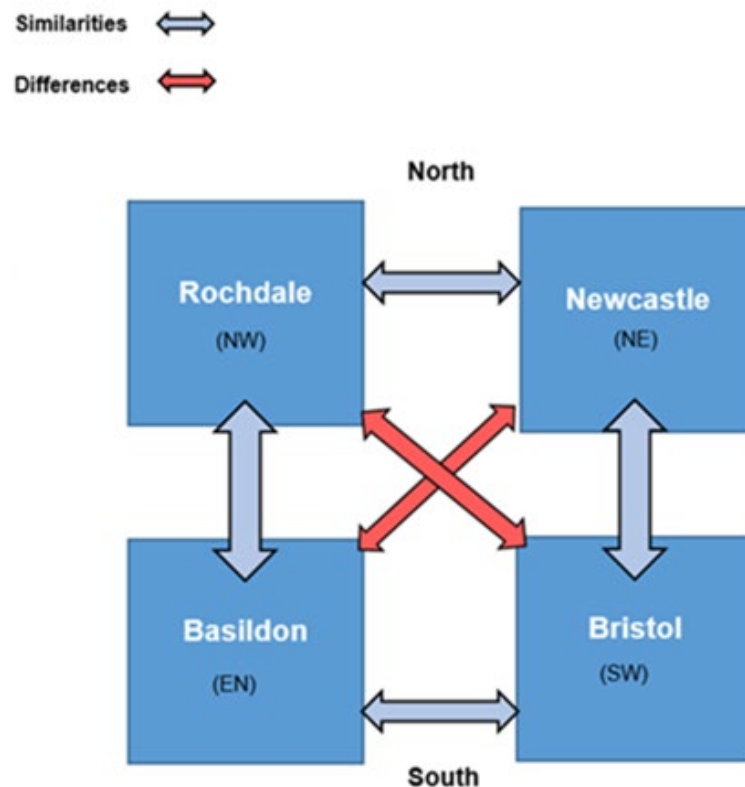 Similarities
Differences
North
Rochdale
(NW)
Newcastle
(NE)
Basildon
(EN)
Bristol
(SW)
South